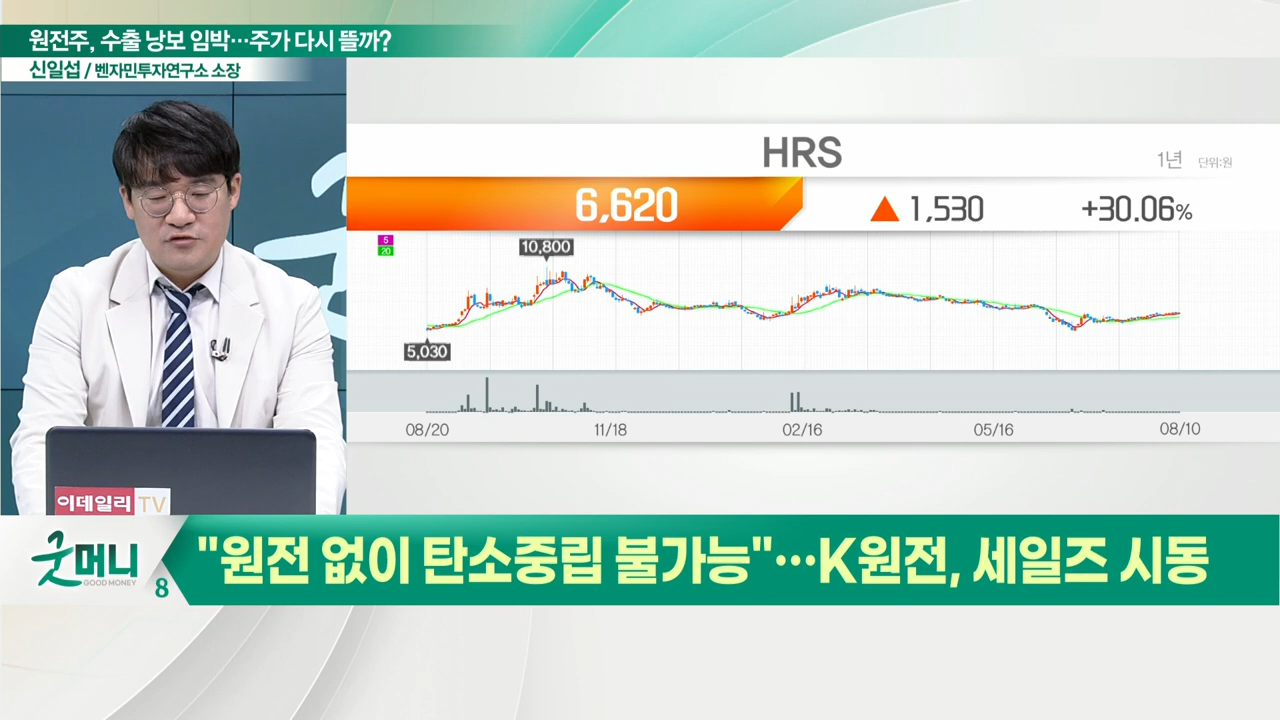 원전주, 수출 낭보 임박…주가 다시 뜰까?
신일섭 / 벤자민투자연구소 소장
HRS
1년 단위:원
6,620 ▲ 1,530 +30.06%
5
20
10,800
5,030
08/20 11/18 02/16 05/16 08/10
이데일리 TV
굿머니
GOOD MONEY
8
"원전 없이 탄소중립 불가능"…K원전, 세일즈 시동